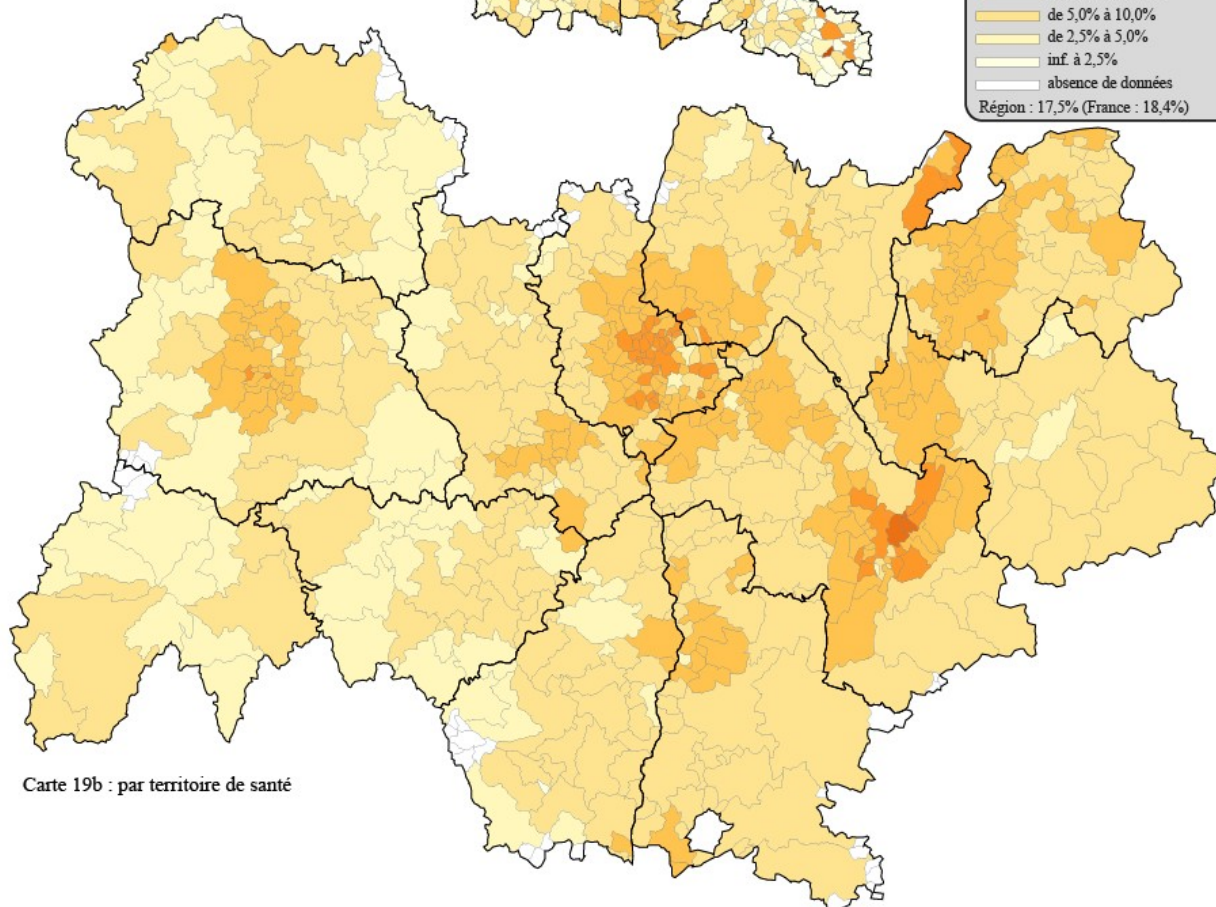 de 5,0% à 10,0%
de 2,5% à 5,0%
inf. à 2,5%
absence de données
Région : 17,5% (France : 18,4%)
Carte 19b : par territoire de santé